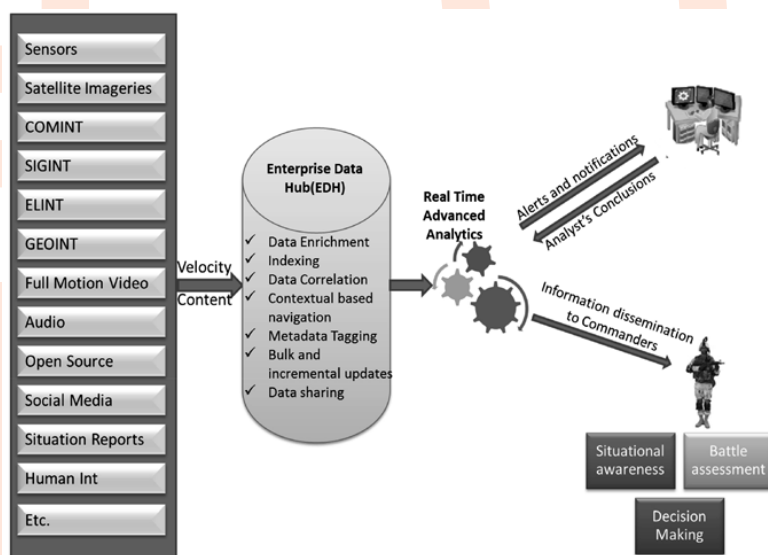 Sensors
Satellite Imageries
COMINT
SIGINT
ELINT
GEOINT
Full Motion Video
Audio
Open Source
Social Media
Situation Reports
Human Int
Etc.
Velocity
Content
Enterprise Data
Hub(EDH)
Data Enrichment
Indexing
Data Correlation
Contextual based
navigation
Metadata Tagging
Bulk and
incremental updates
Data sharing
Real Time
Advanced
Analytics
Alerts and notifications
Analyst's Conclusions
Information dissemination
to Commanders
Situational
awareness
Battle
assessment
Decision
Making